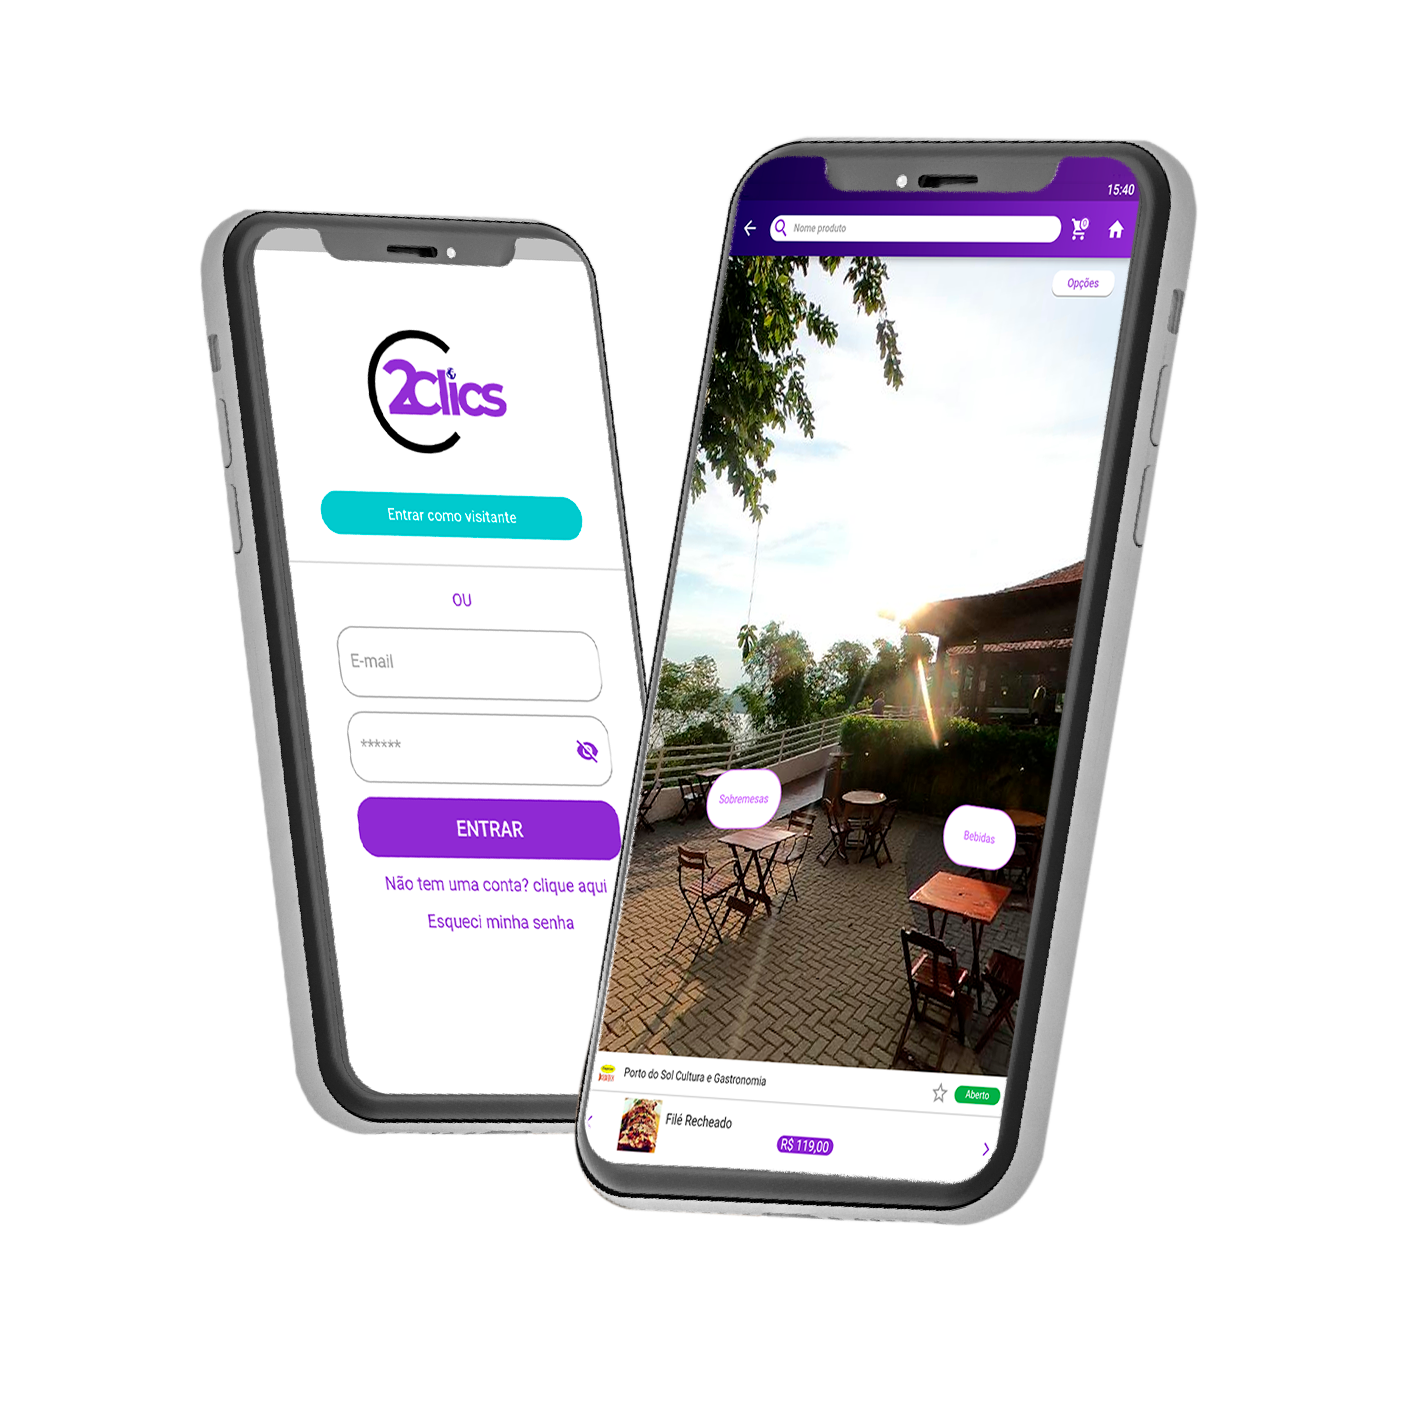 2clics
Entrar como visitante
OU
E-mail
******
ENTRAR
Não tem uma conta? clique aqui
Esqueci minha senha
15:40
Nome produto
0
Opções
Sobremesas
Bebidas
Porto do Sol Cultura e Gastronomia
Aberto
Filé Recheado
R$ 119,00